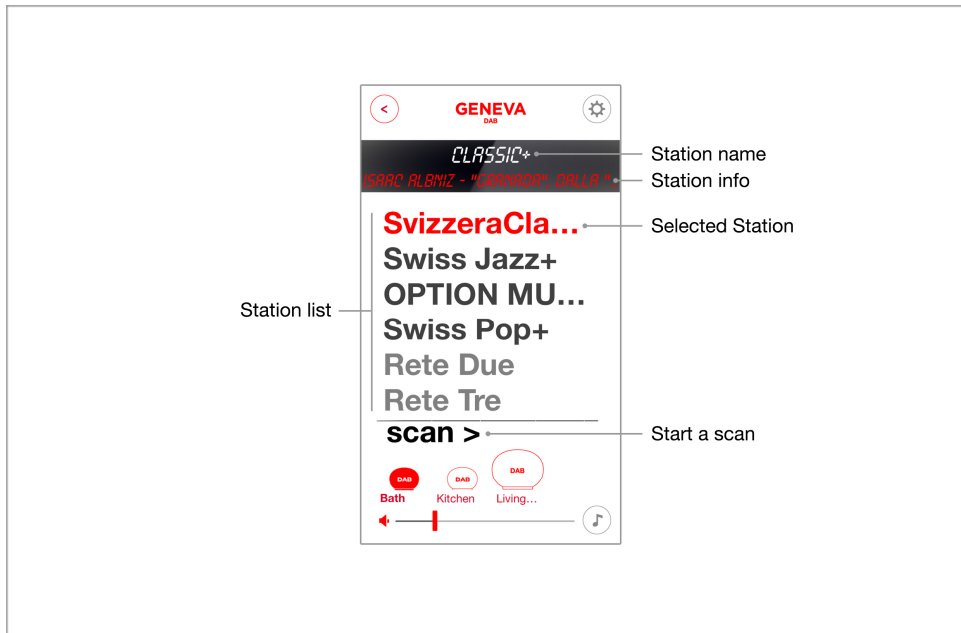 <
GENEVA
DAB
CLASSIC+
ISAAC ALBNIZ - "GRANADA", DALLA "...
Station name
Station info
SvizzeraCla...
Selected Station
Swiss Jazz+
OPTION MU...
Station list
Swiss Pop+
Rete Due
Rete Tre
scan >
Start a scan
DAB
DAB
DAB
Bath
Kitchen
Living...